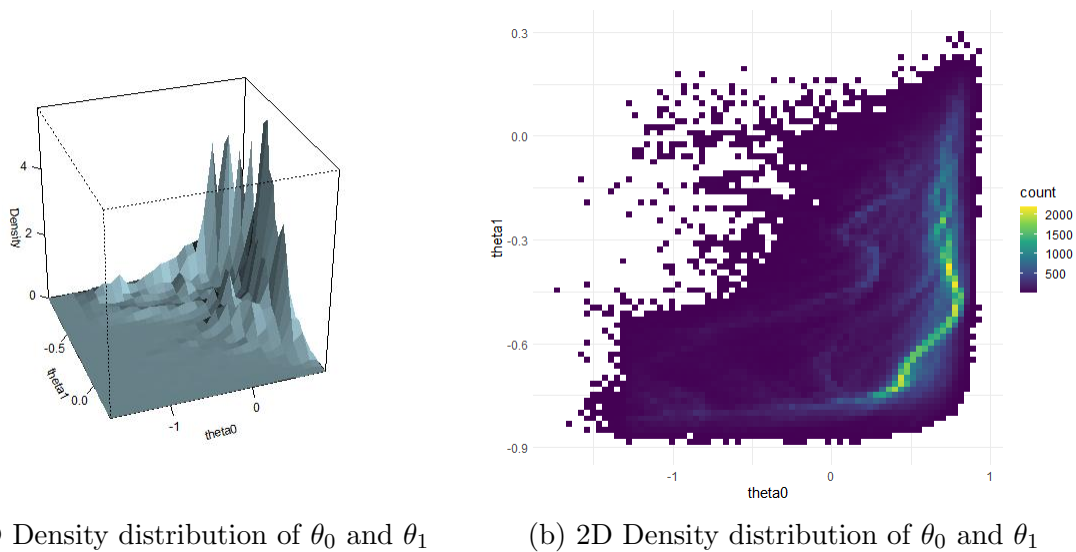 4
2
0
Density
-0.5
0.0
theta1
-1
0
theta0
0.3
0.0
-0.3
-0.6
-0.9
theta1
-1
0
1
theta0
count
2000
1500
1000
500
Density distribution of θ0 and θ1
(b) 2D Density distribution of θ0 and θ1